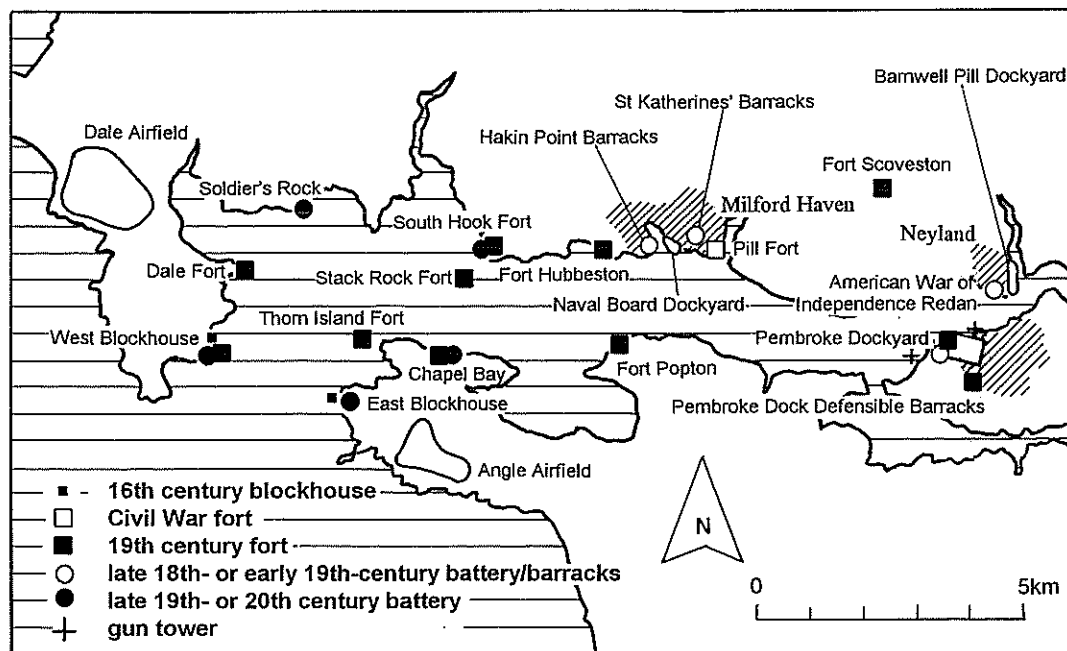 Barnwell Pill Dockyard
St Katherines' Barracks
Dale Airfield
Hakin Point Barracks
Fort Scoveston
Soldier's Rock
Milford Haven
South Hook Fort
Neyland
Pill Fort
Dale Fort
Stack Rock Fort
Fort Hubbeston
American War of
Independence Redan
Naval Board Dockyard
Thorn Island Fort
West Blockhouse
Pembroke Dockyard
Chapel Bay
Fort Popton
East Blockhouse
Pembroke Dock Defensible Barracks
Angle Airfield
16th century blockhouse
Civil War fort
19th century fort
late 18th- or early 19th-century battery/barracks
late 19th- or 20th century battery
gun tower
N
0 5km